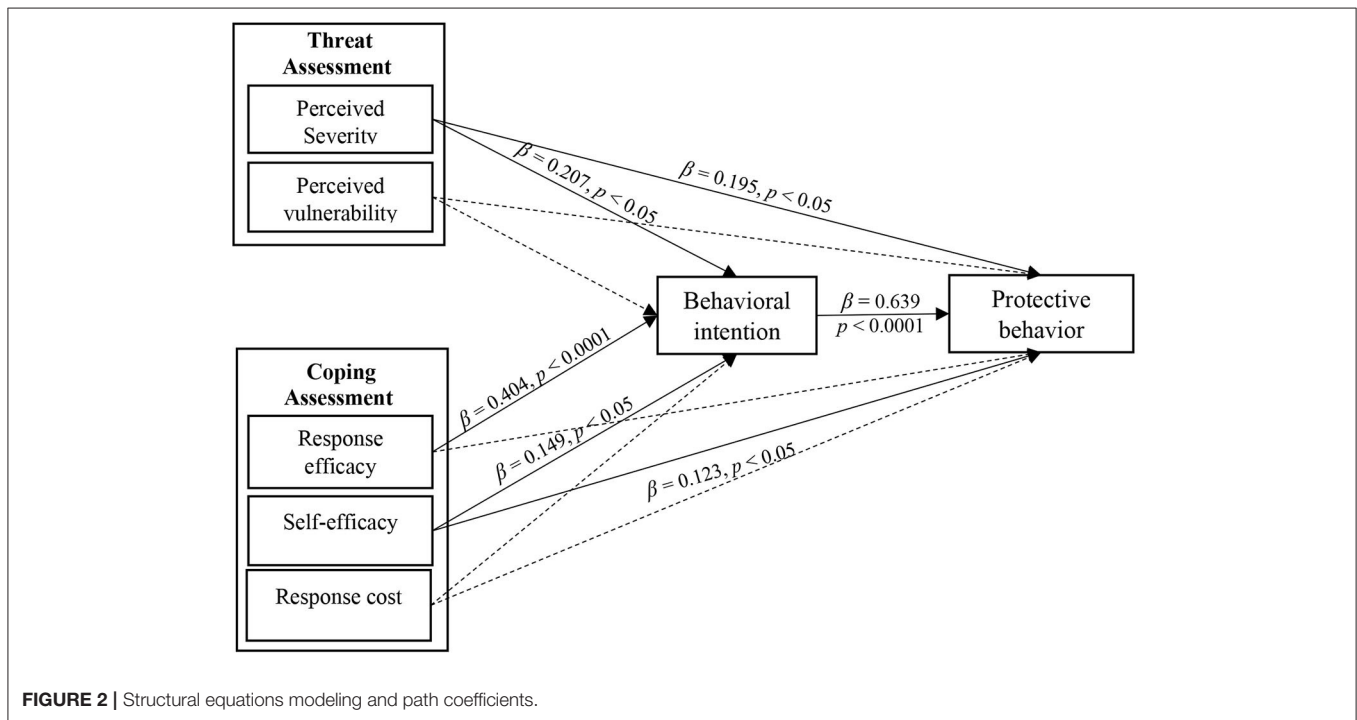 Threat
Assessment
Perceived
Severity
Perceived
vulnerability
β = 0.207, p < 0.05
β = 0.195, p < 0.05
Behavioral
intention
β = 0.639
p < 0.0001
Protective
behavior
Coping
Assessment
Response
efficacy
Self-efficacy
Response cost
β = 0.404, p < 0.0001
β = 0.149, p < 0.05
β = 0.123, p < 0.05
FIGURE 2 | Structural equations modeling and path coefficients.